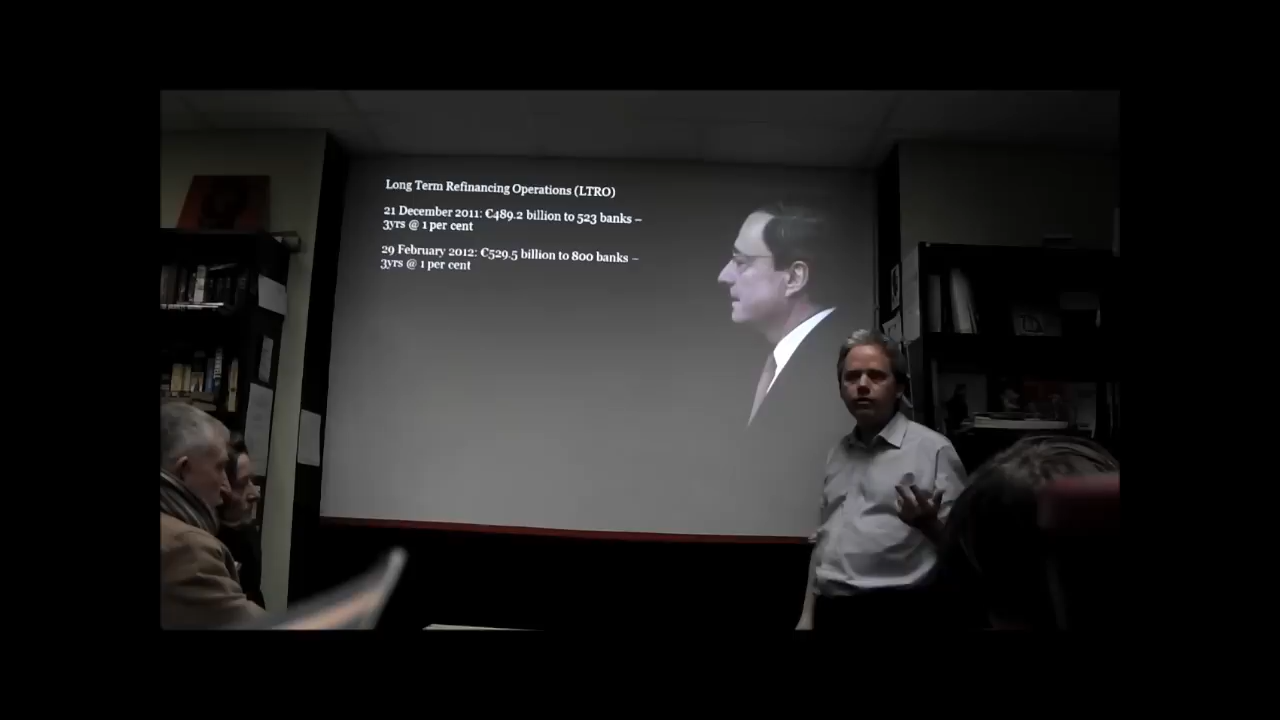 Long Term Refinancing Operations (LTRO)
21 December 2011: €489.2 billion to 523 banks –
3yrs @ 1 per cent
29 February 2012: €529.5 billion to 800 banks –
3yrs @ 1 per cent